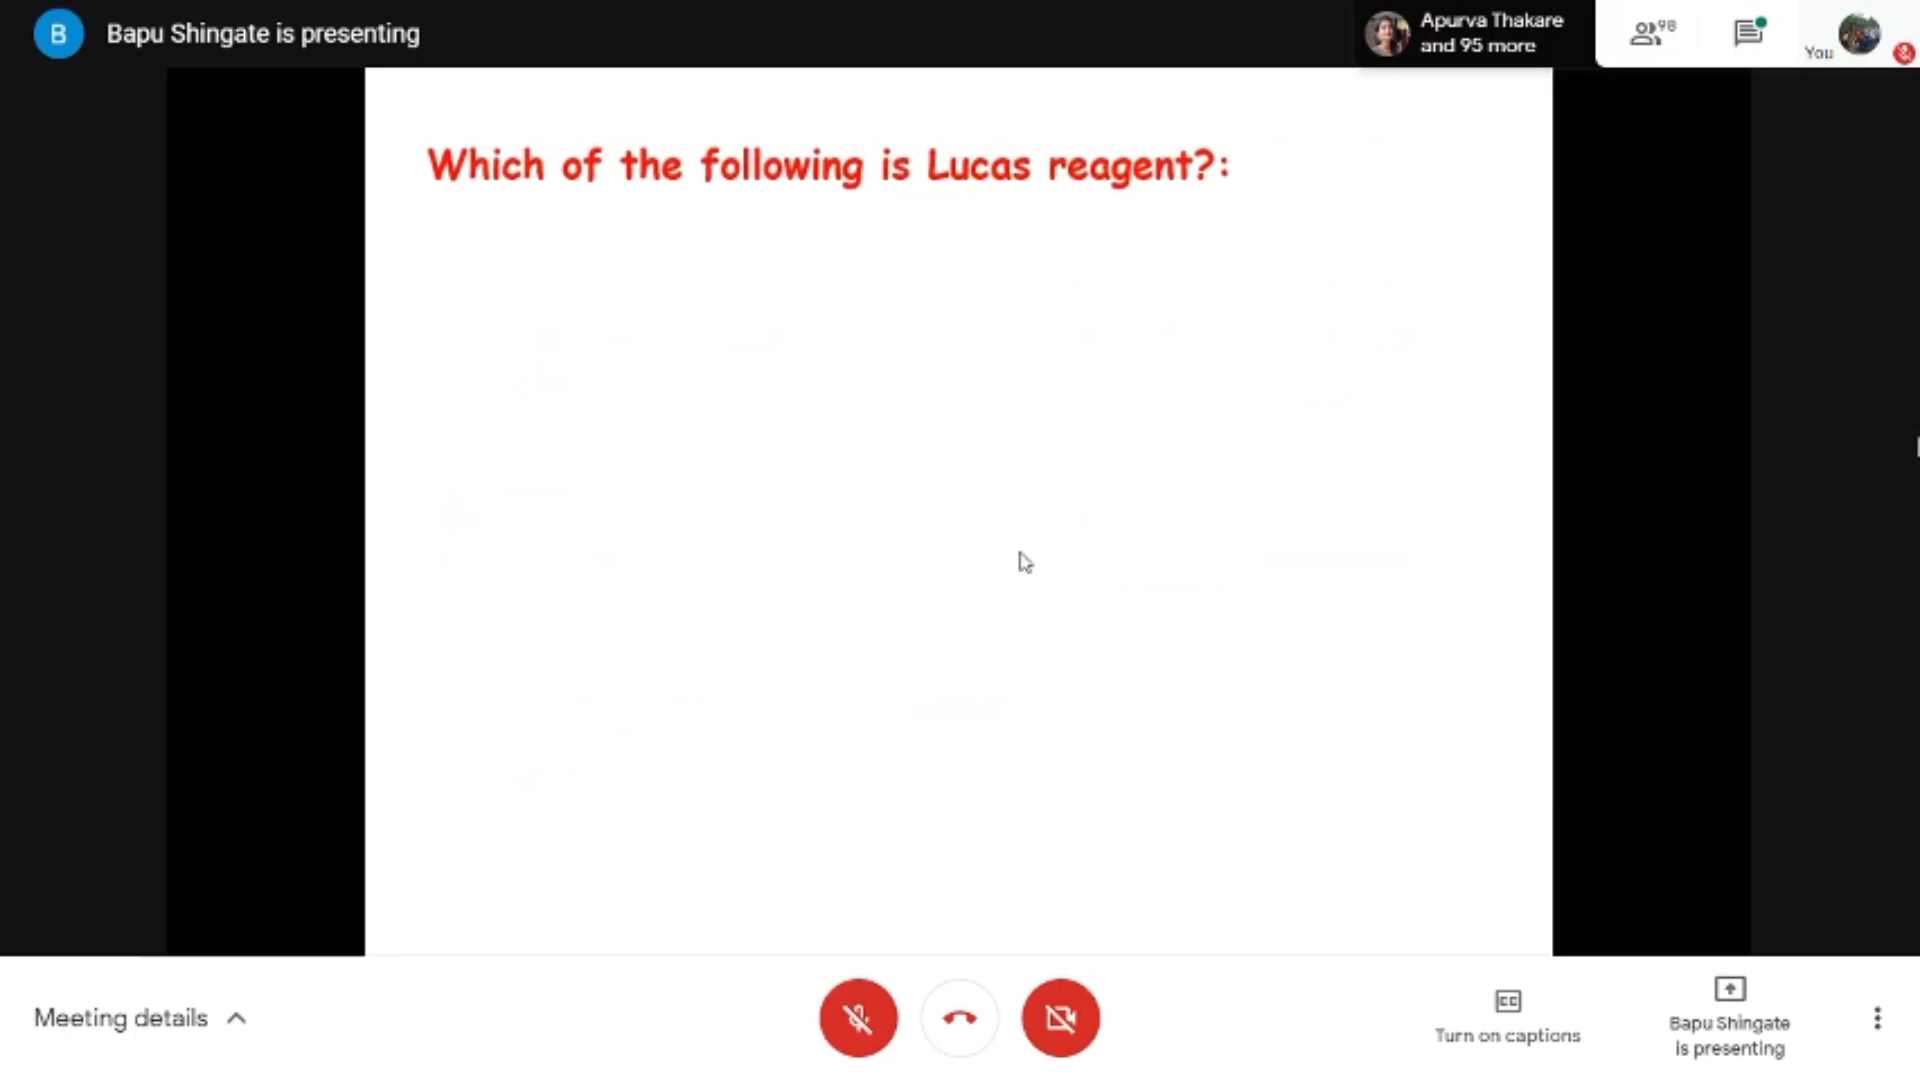 B
Bapu Shingate is presenting
Apurva Thakare
and 95 more
98
You
Which of the following is Lucas reagent?:
Meeting details
CC
Turn on captions
Bapu Shingate
is presenting